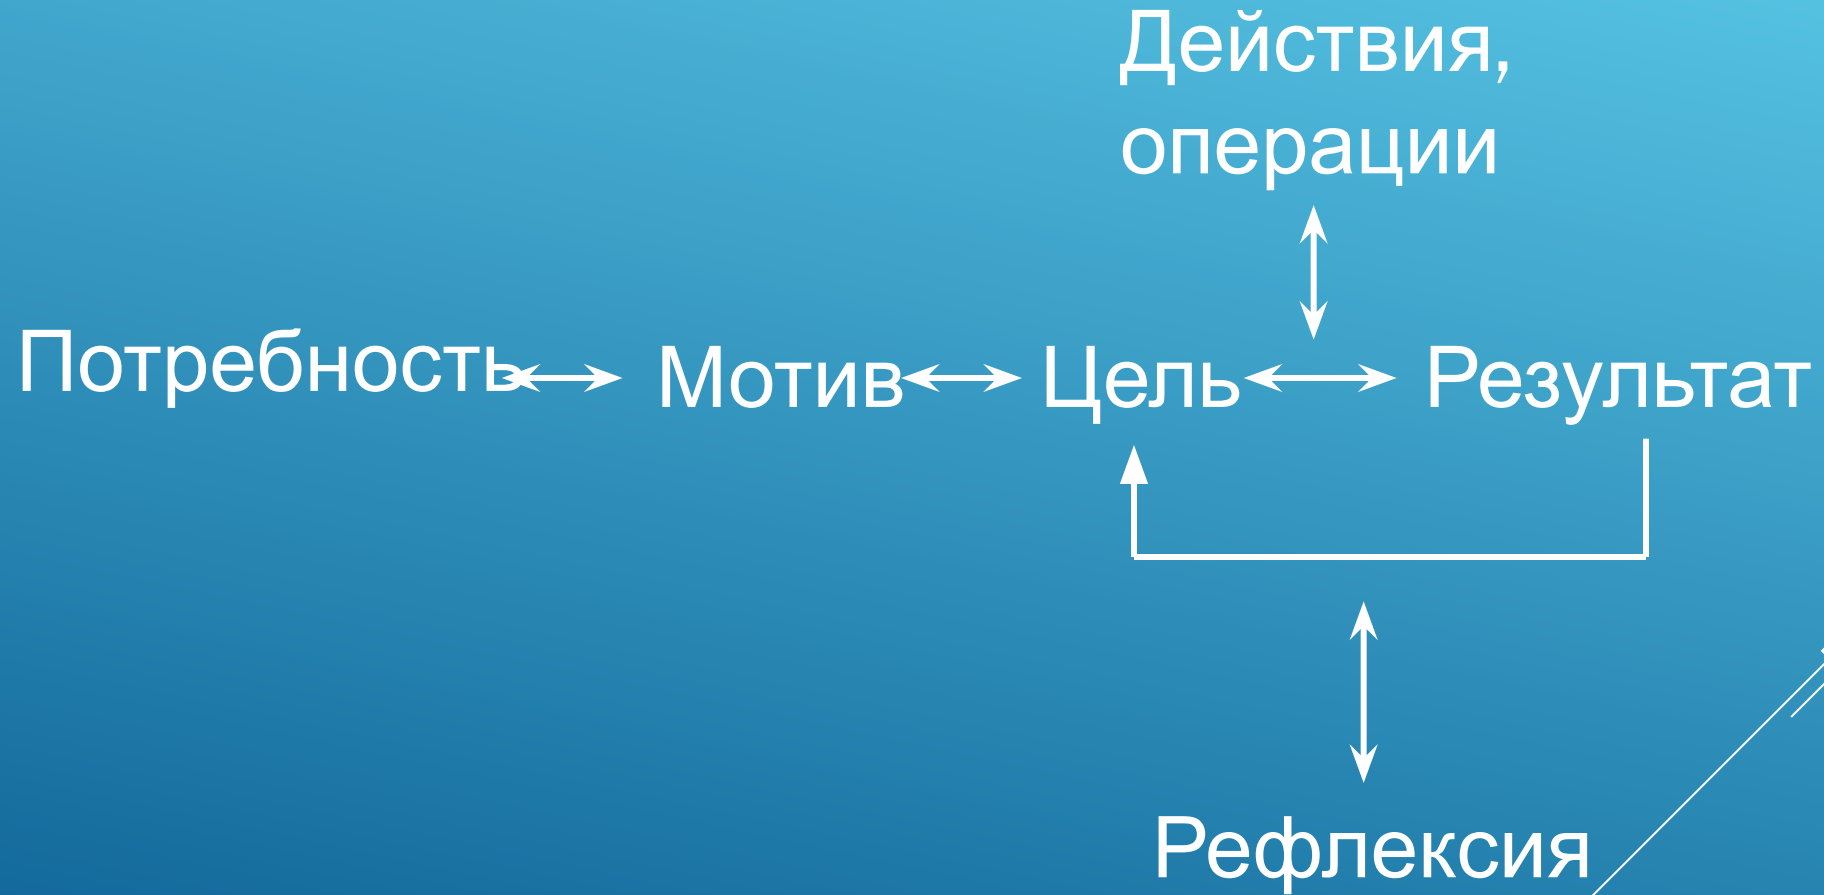 Действия,
операции
Потребность
Мотив
Цель
Результат
Рефлексия